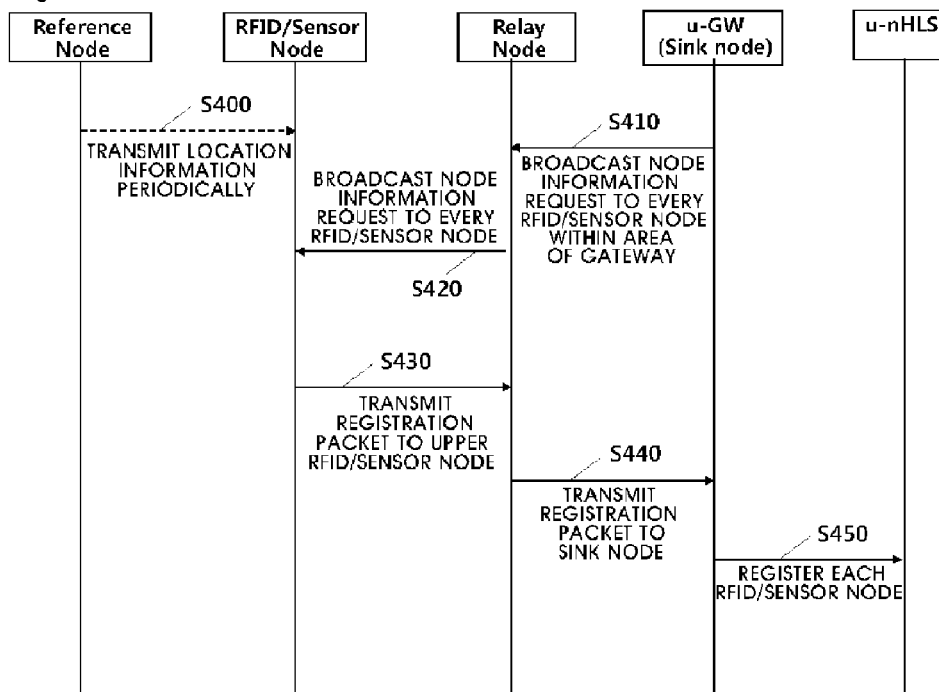 Reference
Node
RFID/Sensor
Node
Relay
Node
u-GW
(Sink node)
u-nHLS
S400
TRANSMIT LOCATION
INFORMATION
PERIODICALLY
S410
BROADCAST NODE
INFORMATION
REQUEST TO EVERY
RFID/SENSOR NODE
WITHIN AREA
OF GATEWAY
BROADCAST NODE
INFORMATION
REQUEST TO EVERY
RFID/SENSOR NODE
S420
S430
TRANSMIT
REGISTRATION
PACKET TO UPPER
RFID/SENSOR NODE
S440
TRANSMIT
REGISTRATION
PACKET TO
SINK NODE
S450
REGISTER EACH
RFID/SENSOR NODE